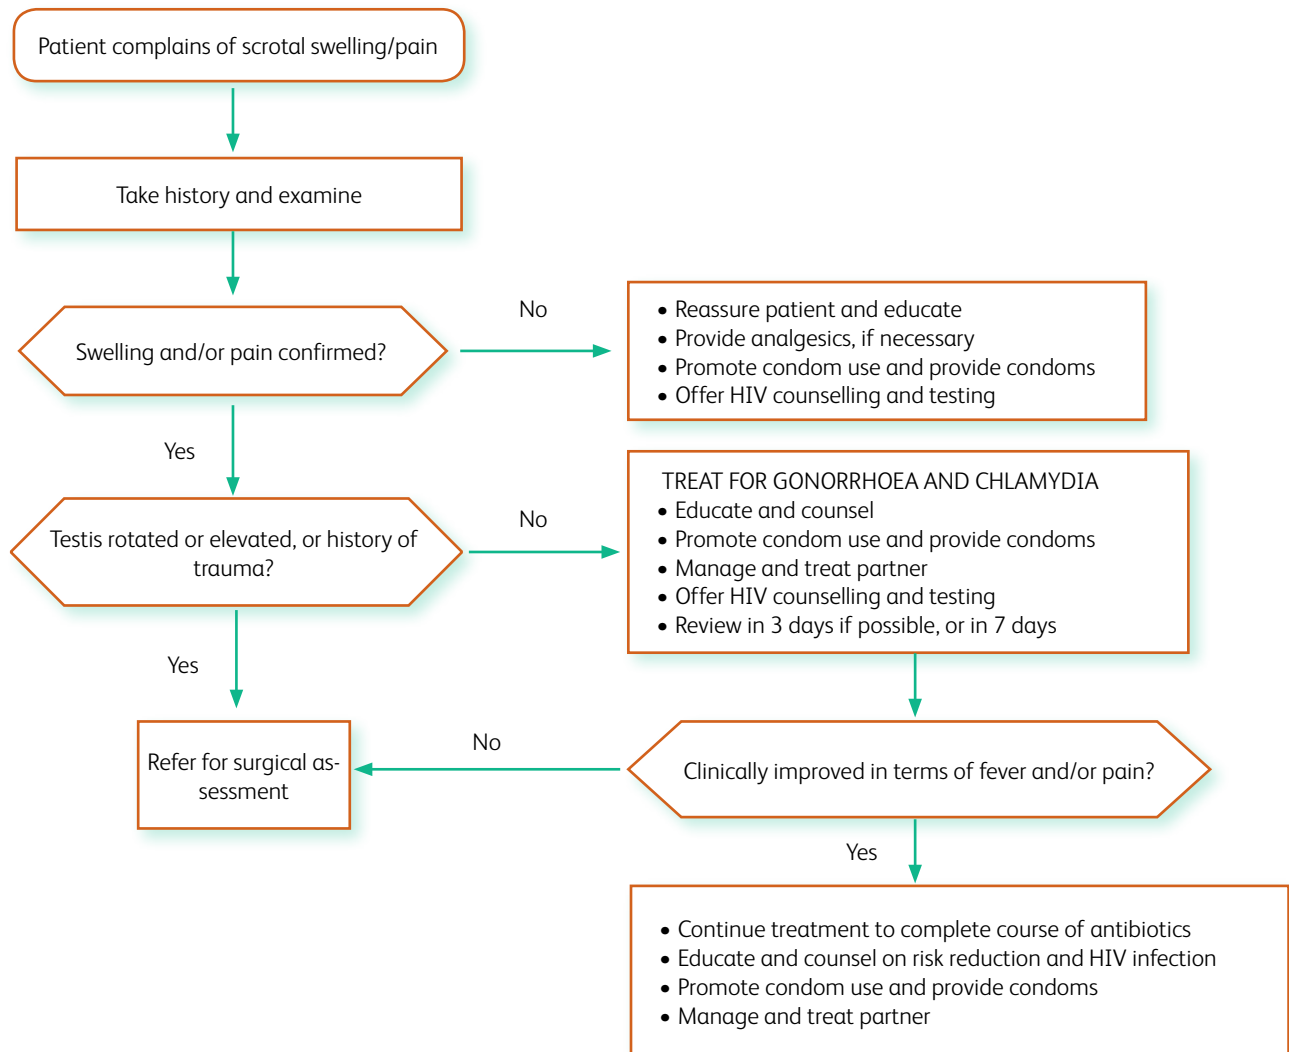 Patient complains of scrotal swelling/pain
Take history and examine
Swelling and/or pain confirmed?
No
• Reassure patient and educate
• Provide analgesics, if necessary
• Promote condom use and provide condoms
• Offer HIV counselling and testing
Yes
Testis rotated or elevated, or history of
trauma?
No
TREAT FOR GONORRHOEA AND CHLAMYDIA
• Educate and counsel
• Promote condom use and provide condoms
• Manage and treat partner
• Offer HIV counselling and testing
• Review in 3 days if possible, or in 7 days
Yes
Refer for surgical as-
sessment
No
Clinically improved in terms of fever and/or pain?
Yes
• Continue treatment to complete course of antibiotics
• Educate and counsel on risk reduction and HIV infection
• Promote condom use and provide condoms
• Manage and treat partner